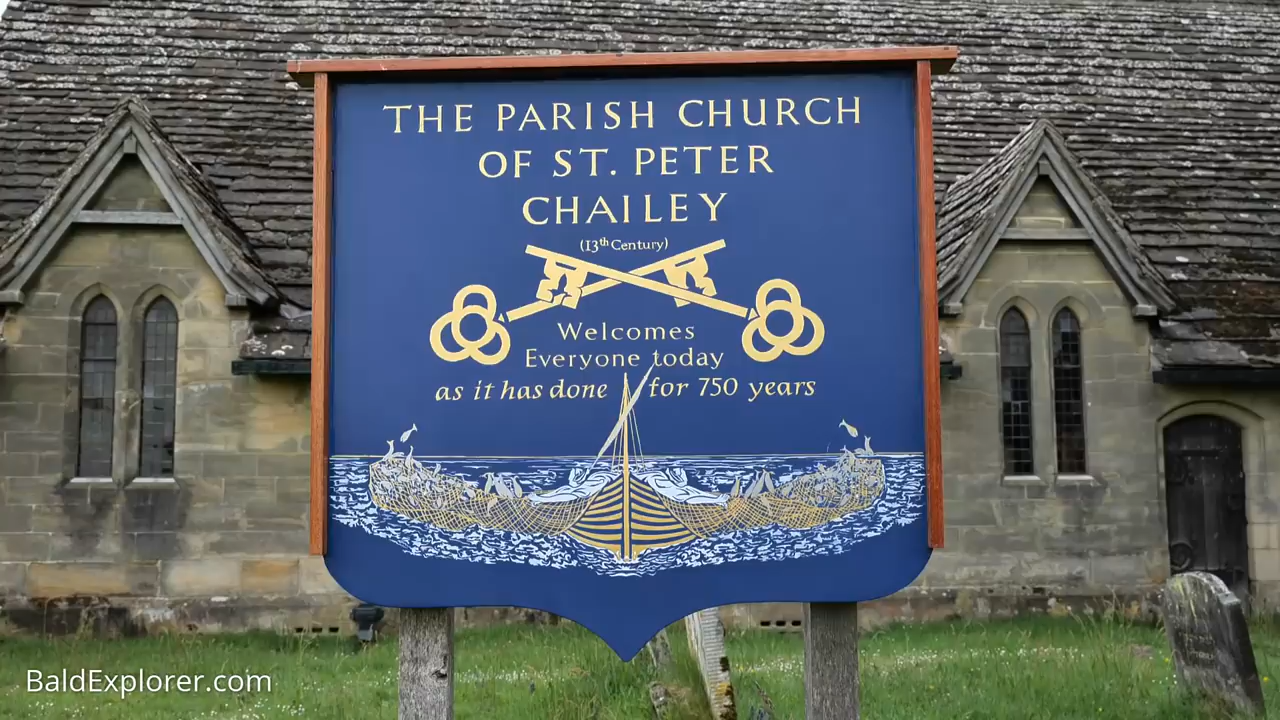 THE PARISH CHURCH
OF ST. PETER
CHAILEY
(13th Century)
Welcomes
Everyone today
as it has done for 750 years
BaldExplorer.com